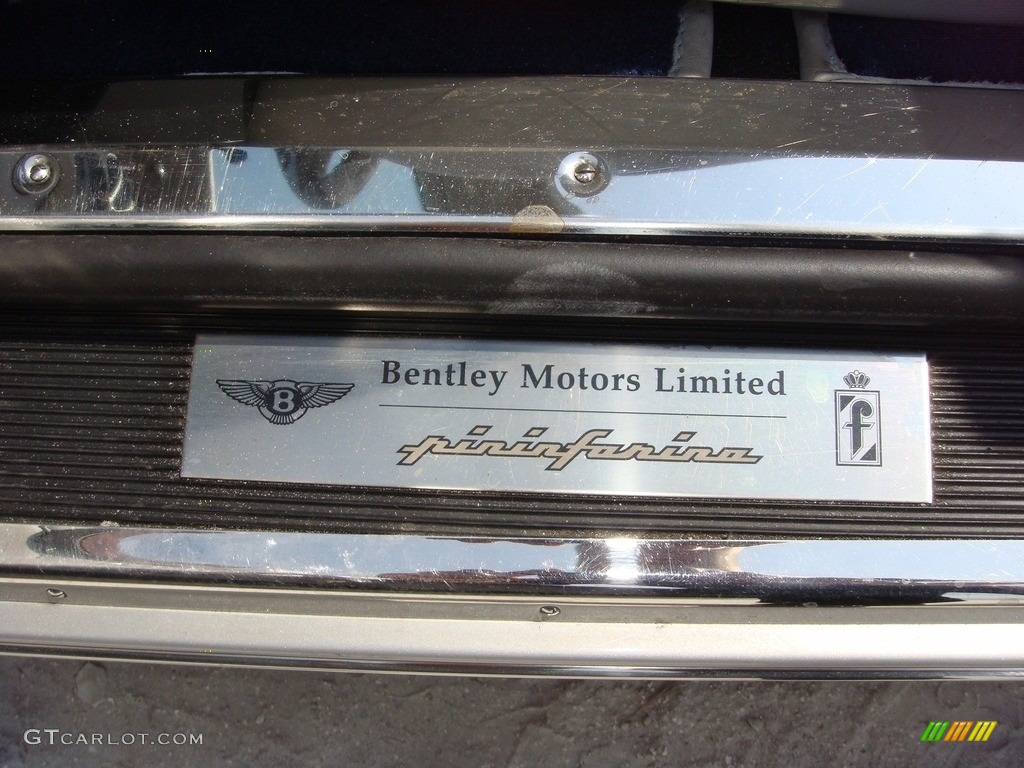 Bentley Motors Limited
B
pininfarina
f
GTCARLOT.COM